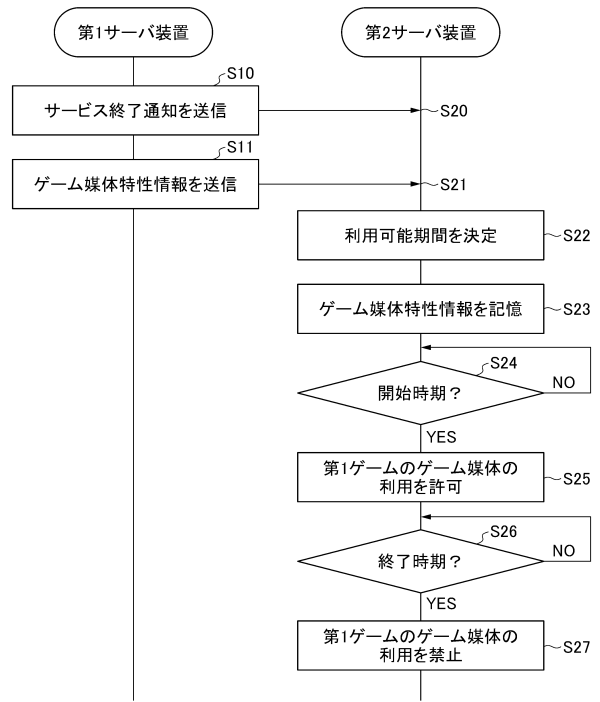 第1サーバ装置
第2サーバ装置
S10
サービス終了通知を送信
S20
S11
ゲーム媒体特性情報を送信
S21
利用可能期間を決定
S22
ゲーム媒体特性情報を記憶
S23
S24
開始時期？
NO
YES
第1ゲームのゲーム媒体の
利用を許可
S25
S26
終了時期？
NO
YES
第1ゲームのゲーム媒体の
利用を禁止
S27